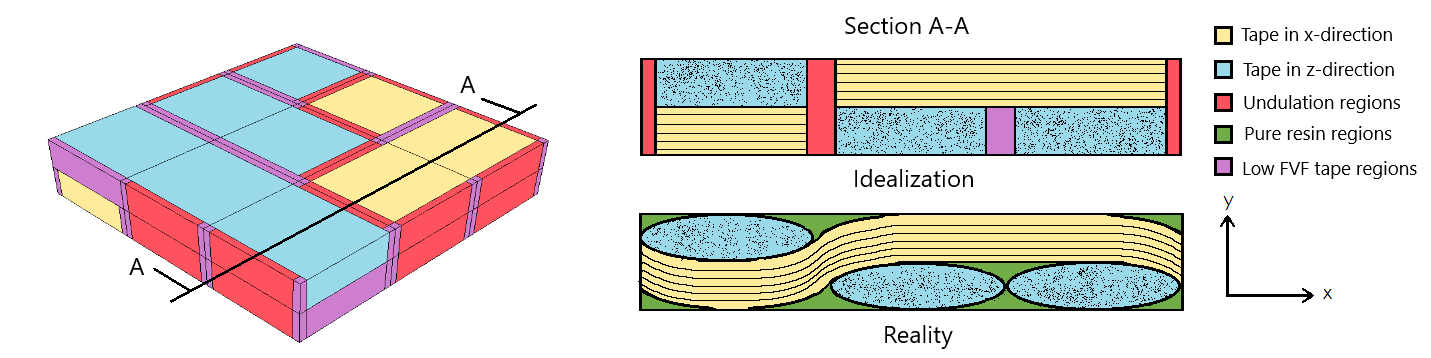 A
A
Section A-A
Idealization
Reality
Tape in x-direction
Tape in z-direction
Undulation regions
Pure resin regions
Low FVF tape regions
y
x